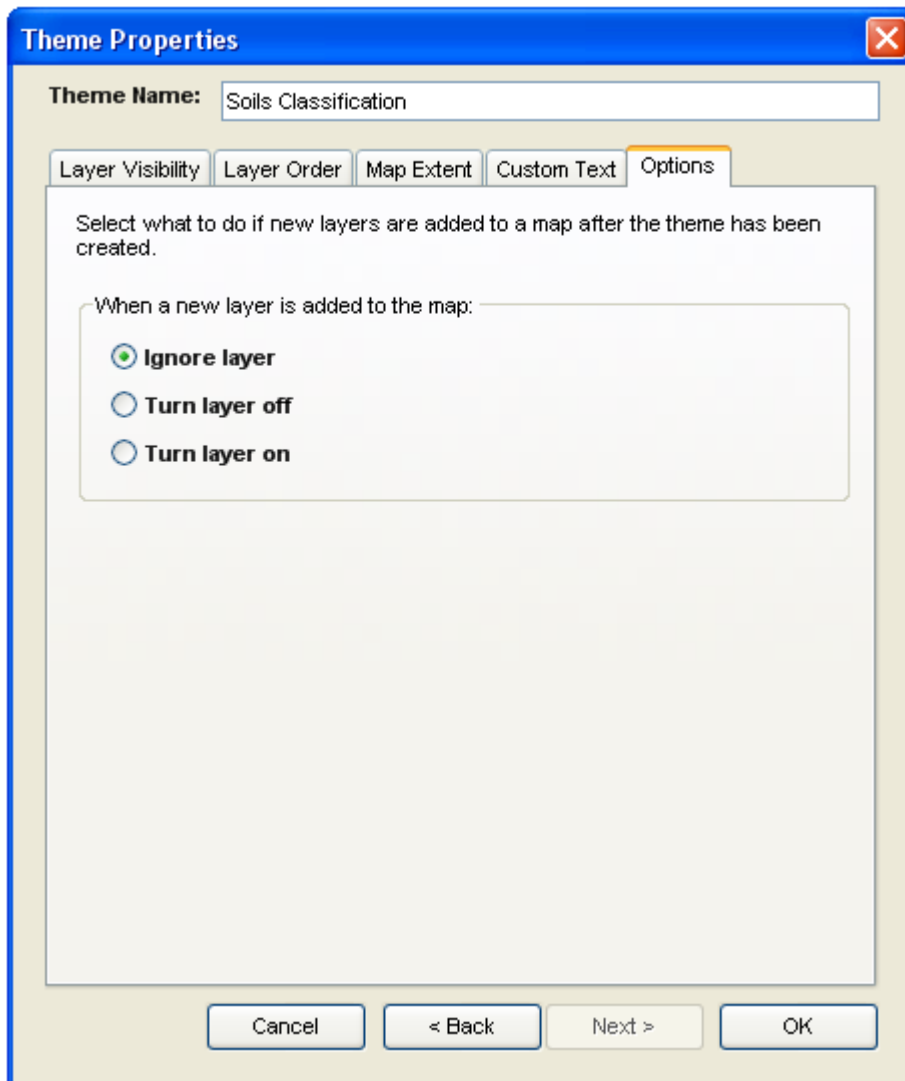 Theme Properties
Theme Name: Soils Classification
Layer Visibility Layer Order Map Extent Custom Text Options
Select what to do if new layers are added to a map after the theme has been
created.
When a new layer is added to the map:
Ignore layer
Turn layer off
Turn layer on
Cancel < Back Next > OK